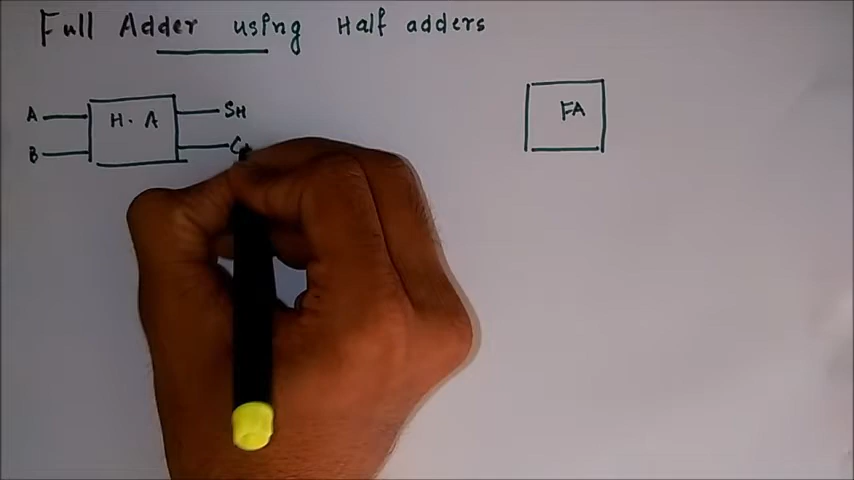 Full Adder using Half adders
A H. A SH FA
B